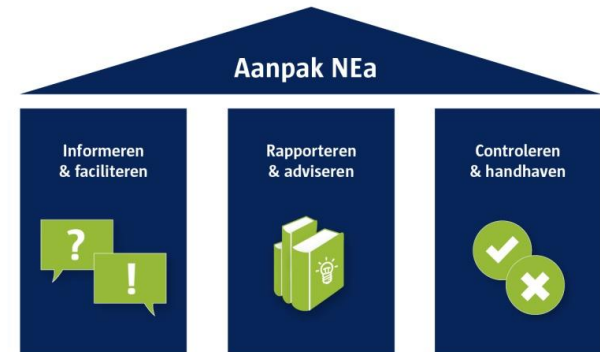 Aanpak NEa
Informeren
& faciliteren
?
!
Rapporteren
& adviseren
Controleren
& handhaven